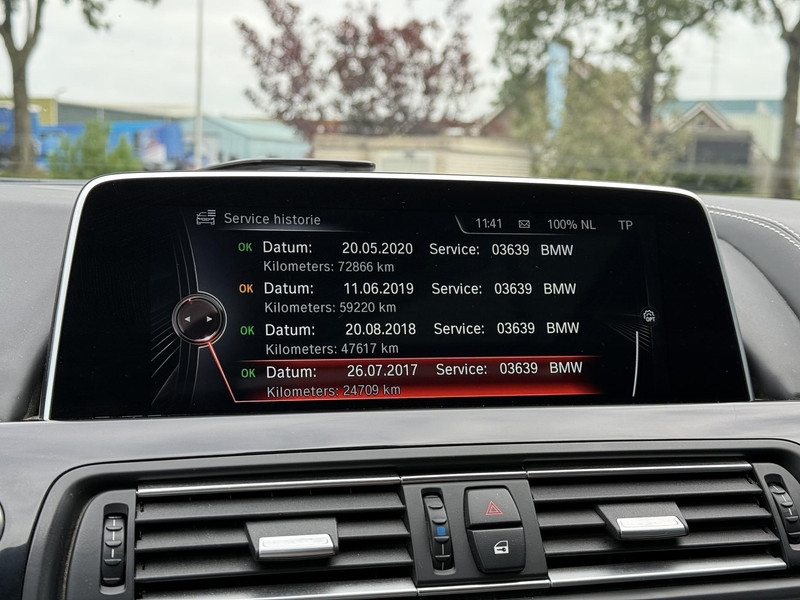 Service historie
11:41 100% NL TP
OK Datum: 20.05.2020 Service: 03639 BMW
Kilometers: 72866 km
OK Datum: 11.06.2019 Service: 03639 BMW
Kilometers: 59220 km
OK Datum: 20.08.2018 Service: 03639 BMW
Kilometers: 47617 km
OK Datum: 26.07.2017 Service: 03639 BMW
Kilometers: 24709 km
OPT